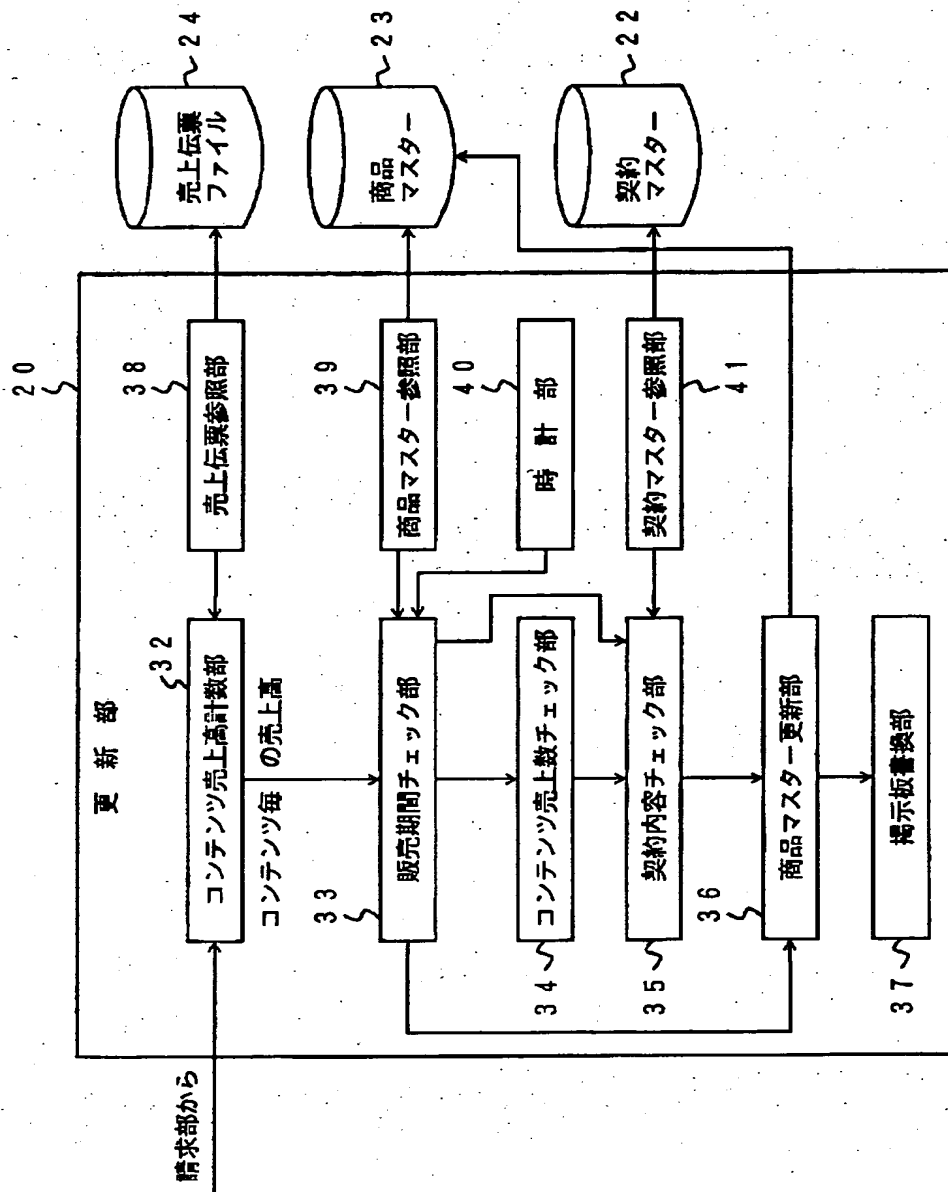 20
更新部
請求部から
32
コンテンツ売上高計数部
38
売上伝票参照部
24
売上伝票
ファイル
コンテンツ毎の売上高
33
販売期間チェック部
39
商品マスター参照部
23
商品
マスター
40
時計部
34
コンテンツ売上数チェック部
35
契約内容チェック部
41
契約マスター参照部
22
契約
マスター
36
商品マスター更新部
37
掲示板書換部